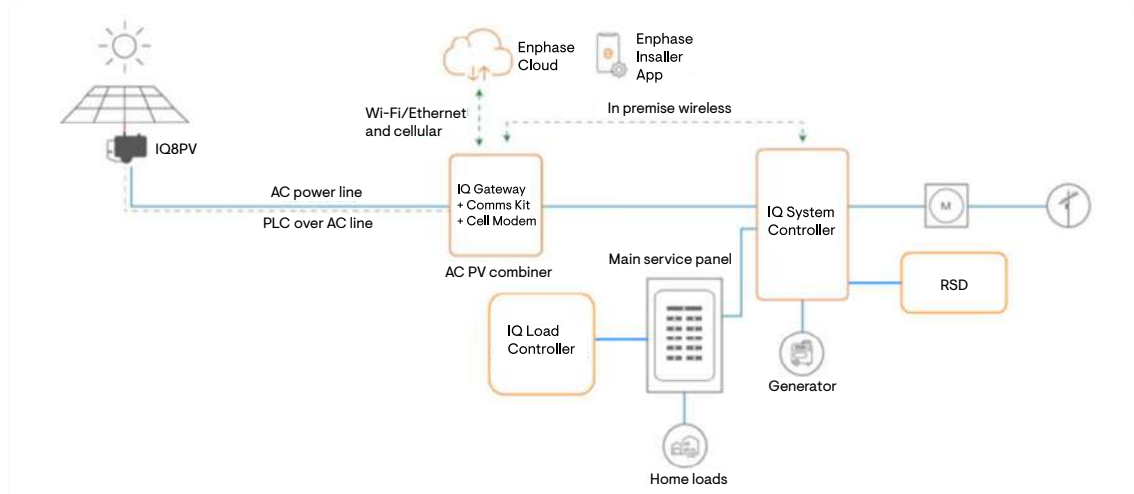 Enphase
Cloud
Enphase
Insaller
App
Wi-Fi/Ethernet
and cellular
In premise wireless
IQ8PV
AC power line
PLC over AC line
IQ Gateway
+ Comms Kit
+ Cell Modem
AC PV combiner
IQ System
Controller
M
Main service panel
RSD
IQ Load
Controller
Generator
Home loads